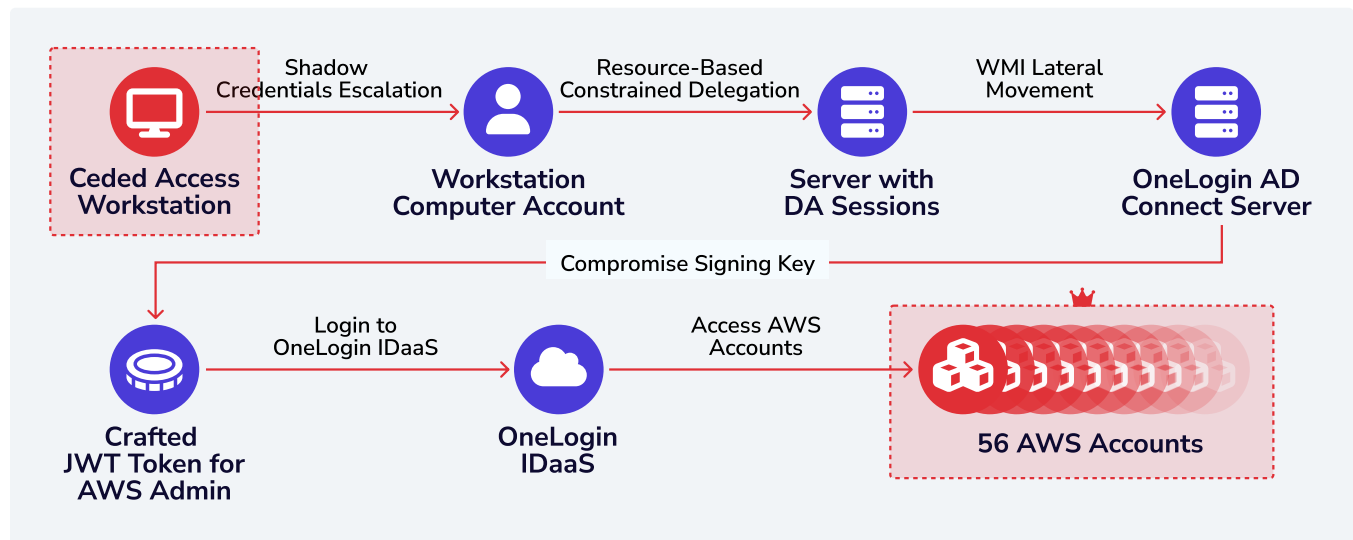 Shadow
Credentials Escalation
Resource-Based
Constrained Delegation
WMI Lateral
Movement
Ceded Access
Workstation
Workstation
Computer Account
Server with
DA Sessions
OneLogin AD
Connect Server
Compromise Signing Key
Login to
OneLogin IDaaS
Access AWS
Accounts
Crafted
JWT Token for
AWS Admin
OneLogin
IDaaS
56 AWS Accounts